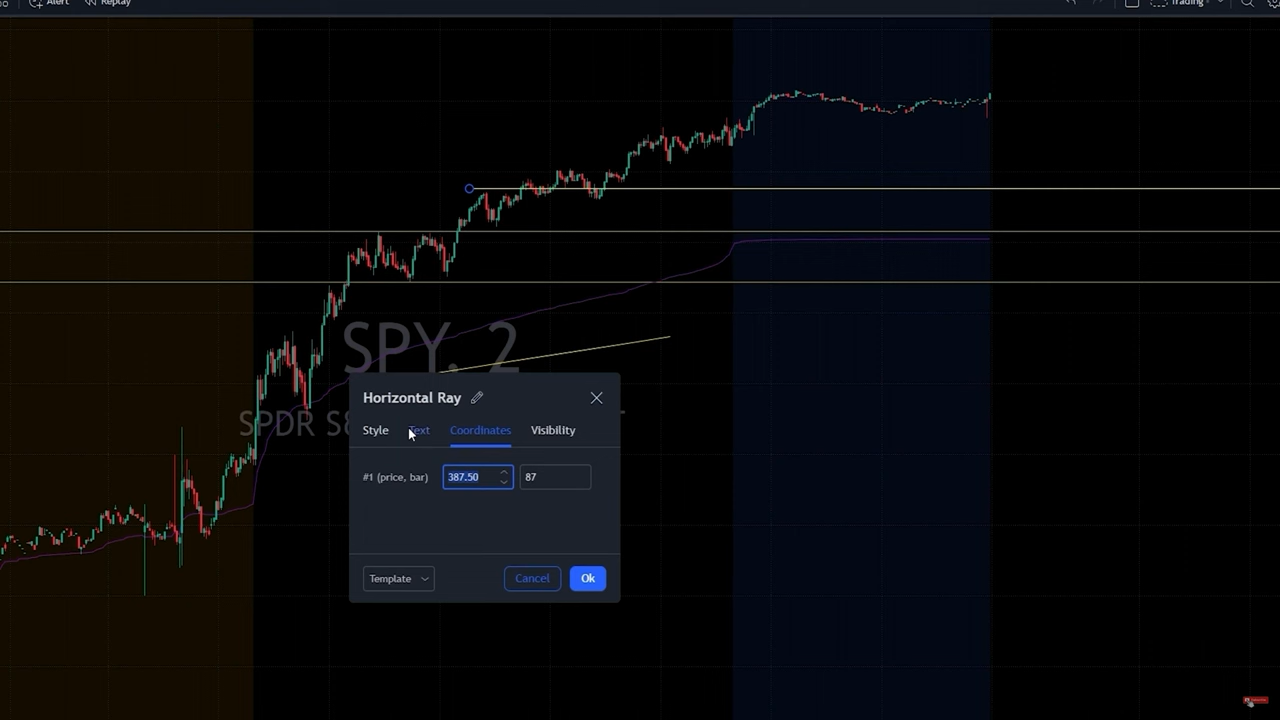 Alert Replay Trading
SPY, 2
SPDR S&
Horizontal Ray
Style Text Coordinates Visibility
#1 (price, bar) 387.50 87
Template Cancel Ok